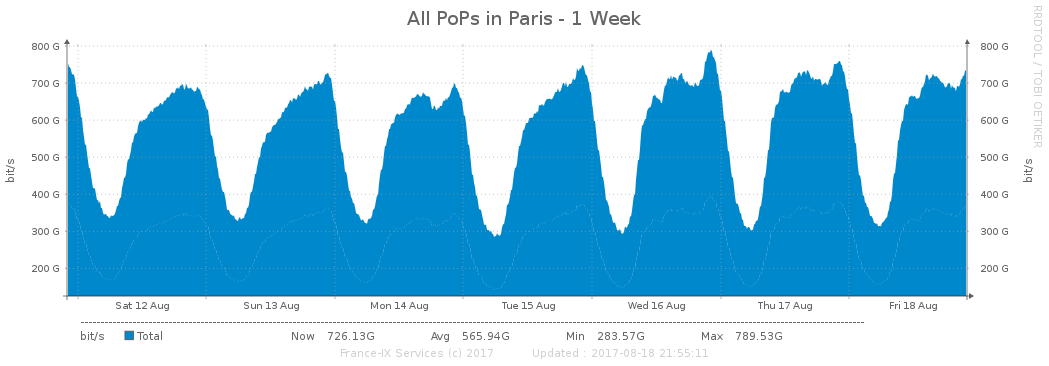 All PoPs in Paris - 1 Week
RRDTOOL / TOBI OETIKER
800 G 800 G
700 G 700 G
600 G 600 G
500 G 500 G
400 G 400 G
300 G 300 G
200 G 200 G
bit/s
bit/s
Sat 12 Aug Sun 13 Aug Mon 14 Aug Tue 15 Aug Wed 16 Aug Thu 17 Aug Fri 18 Aug
bit/s Total Now 726.13G Avg 565.94G Min 283.57G Max 789.53G
France-IX Services (c) 2017 Updated : 2017-08-18 21:55:11